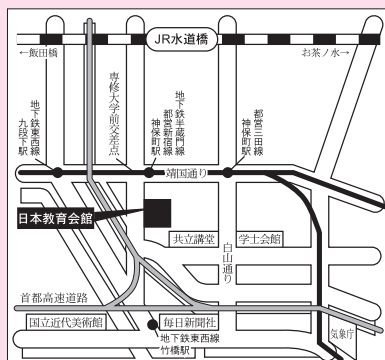 JR水道橋
←飯田橋
お茶ノ水→
地下鉄東西線
九段下駅
専修大学前交差点
地下鉄半蔵門線
都営新宿線
神保町駅
都営三田線
神保町駅
靖国通り
日本教育会館
共立講堂
学士会館
白山通り
首都高速道路
国立近代美術館
毎日新聞社
気象庁
地下鉄東西線
竹橋駅